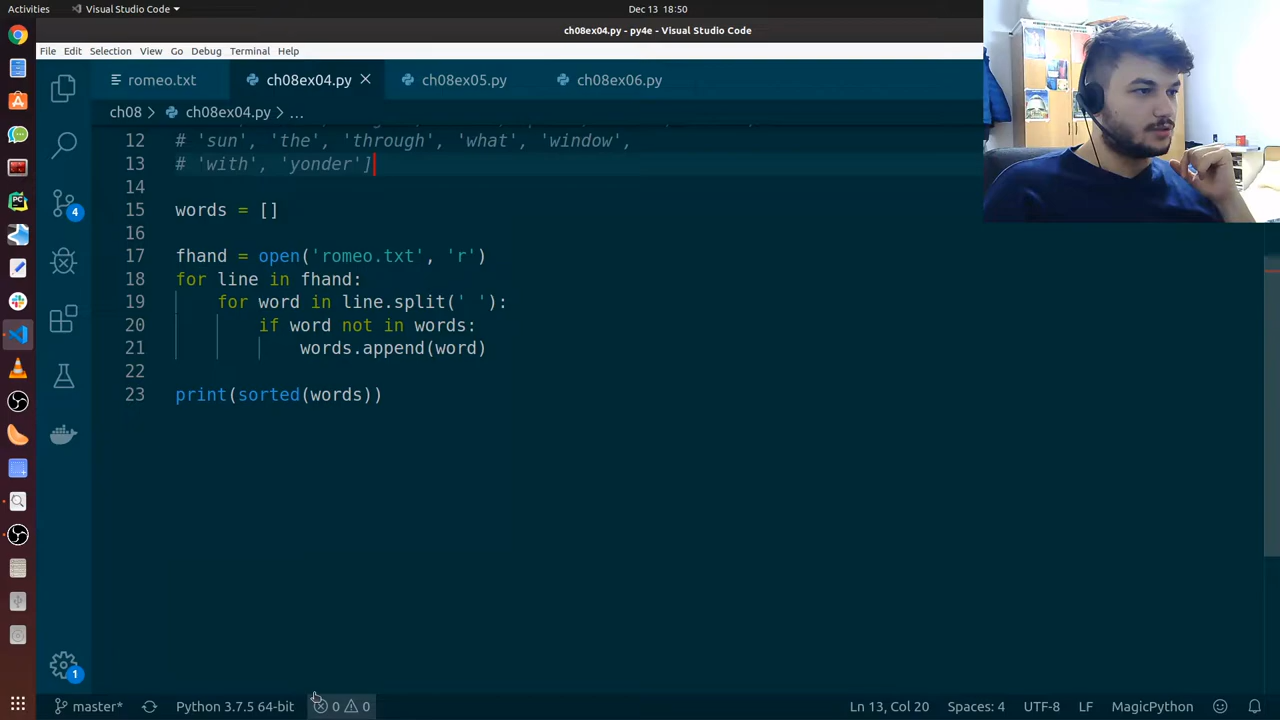 Activities
Visual Studio Code
Dec 13 18:50
ch08ex04.py - py4e - Visual Studio Code
File Edit Selection View Go Debug Terminal Help
romeo.txt
ch08ex04.py
ch08ex05.py
ch08ex06.py
ch08 > ch08ex04.py > ...
12 # 'sun', 'the', 'through', 'what', 'window',
13 # 'with', 'yonder']
14
15 words = []
16
17 fhand = open('romeo.txt', 'r')
18 for line in fhand:
19 for word in line.split(' '):
20 if word not in words:
21 words.append(word)
22
23 print(sorted(words))
4
1
master* Python 3.7.5 64-bit 0 0 Ln 13, Col 20 Spaces: 4 UTF-8 LF MagicPython